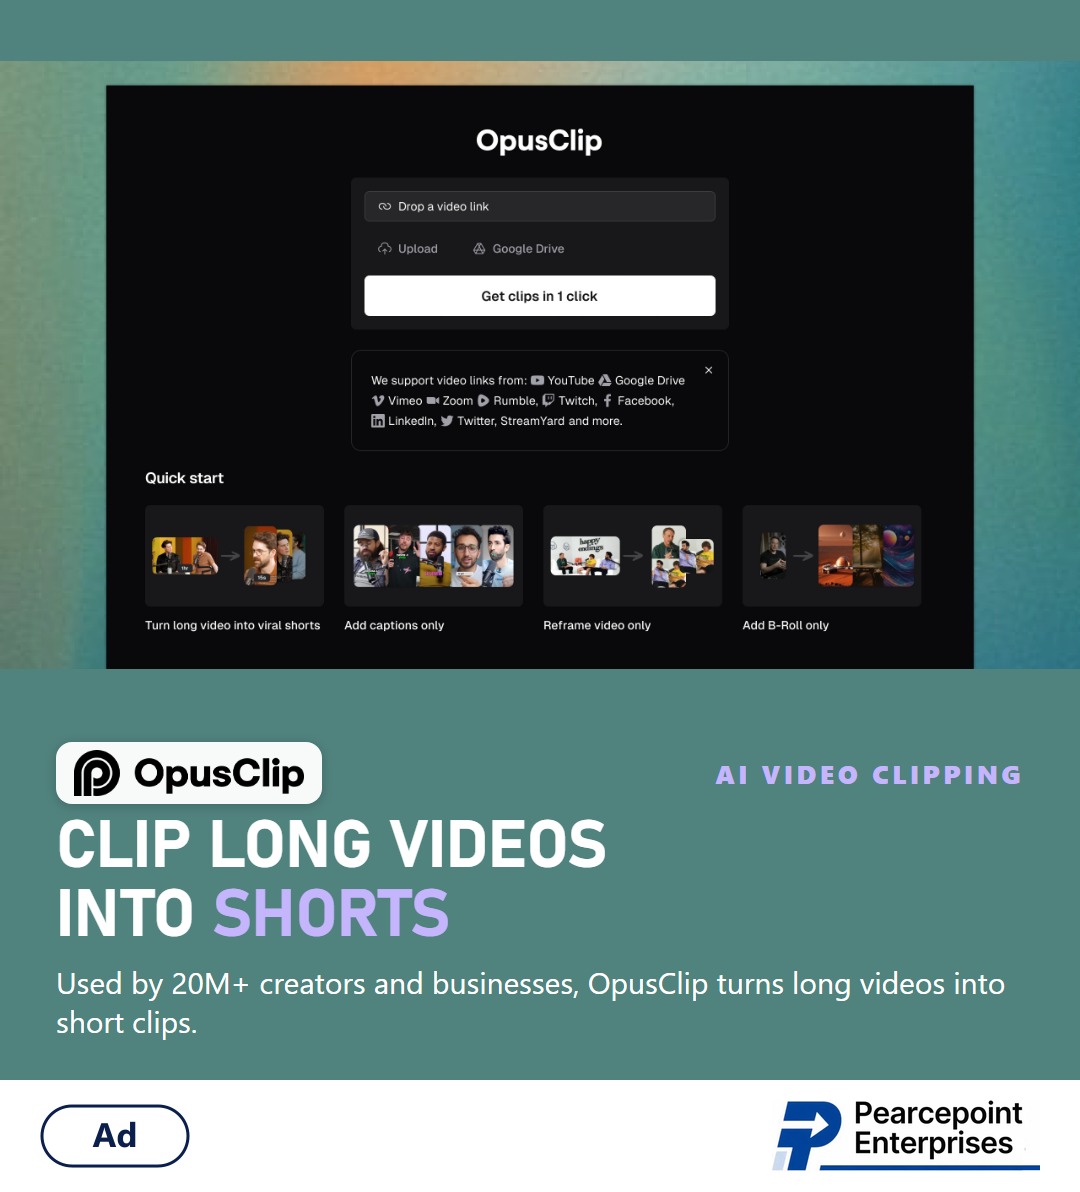 OpusClip
Drop a video link
Upload
Google Drive
Get clips in 1 click
We support video links from: YouTube Google Drive
Vimeo Zoom Rumble, Twitch, Facebook,
LinkedIn, Twitter, StreamYard and more.
Quick start
happy
endings
Turn long video into viral shorts
Add captions only
Reframe video only
Add B-Roll only
OpusClip
AI VIDEO CLIPPING
CLIP LONG VIDEOS
INTO SHORTS
Used by 20M+ creators and businesses, OpusClip turns long videos into
short clips.
Ad
Pearcepoint
Enterprises